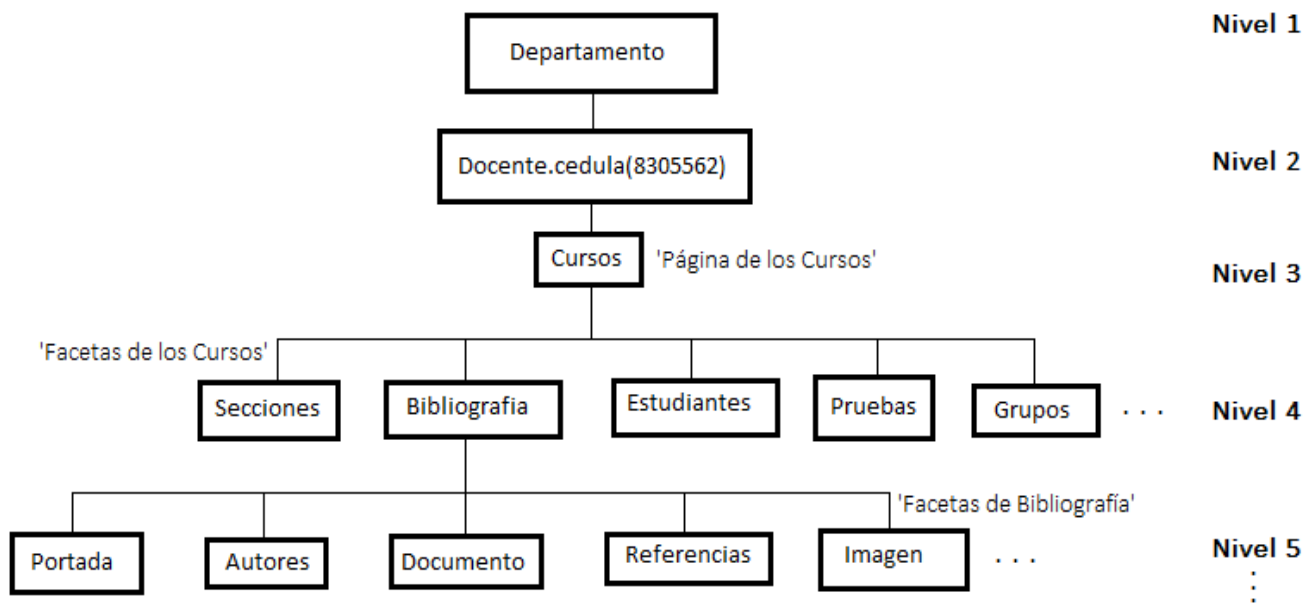 Nivel 1
Departamento
Docente.cedula(8305562)
Nivel 2
Cursos
'Página de los Cursos'
Nivel 3
'Facetas de los Cursos'
Secciones
Bibliografia
Estudiantes
Pruebas
Grupos
. . .
Nivel 4
'Facetas de Bibliografía'
Portada
Autores
Documento
Referencias
Imagen
. . .
Nivel 5